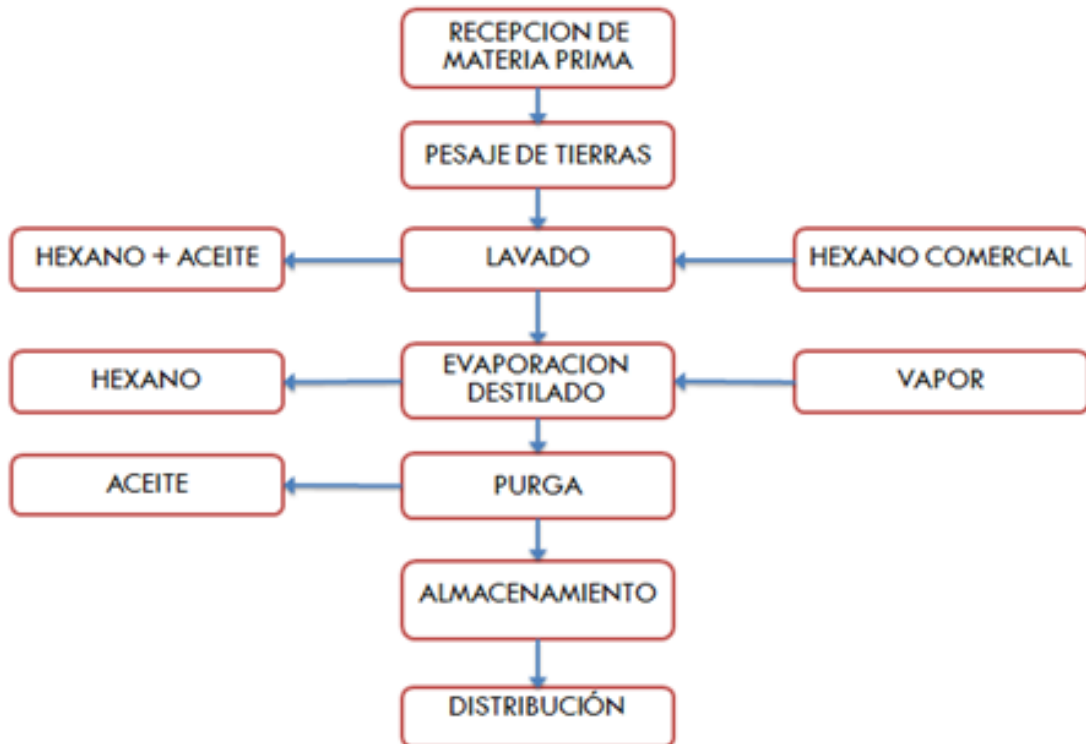 RECEPCION DE
MATERIA PRIMA
PESAJE DE TIERRAS
HEXANO + ACEITE
LAVADO
HEXANO COMERCIAL
HEXANO
EVAPORACION
DESTILADO
VAPOR
ACEITE
PURGA
ALMACENAMIENTO
DISTRIBUCIÓN